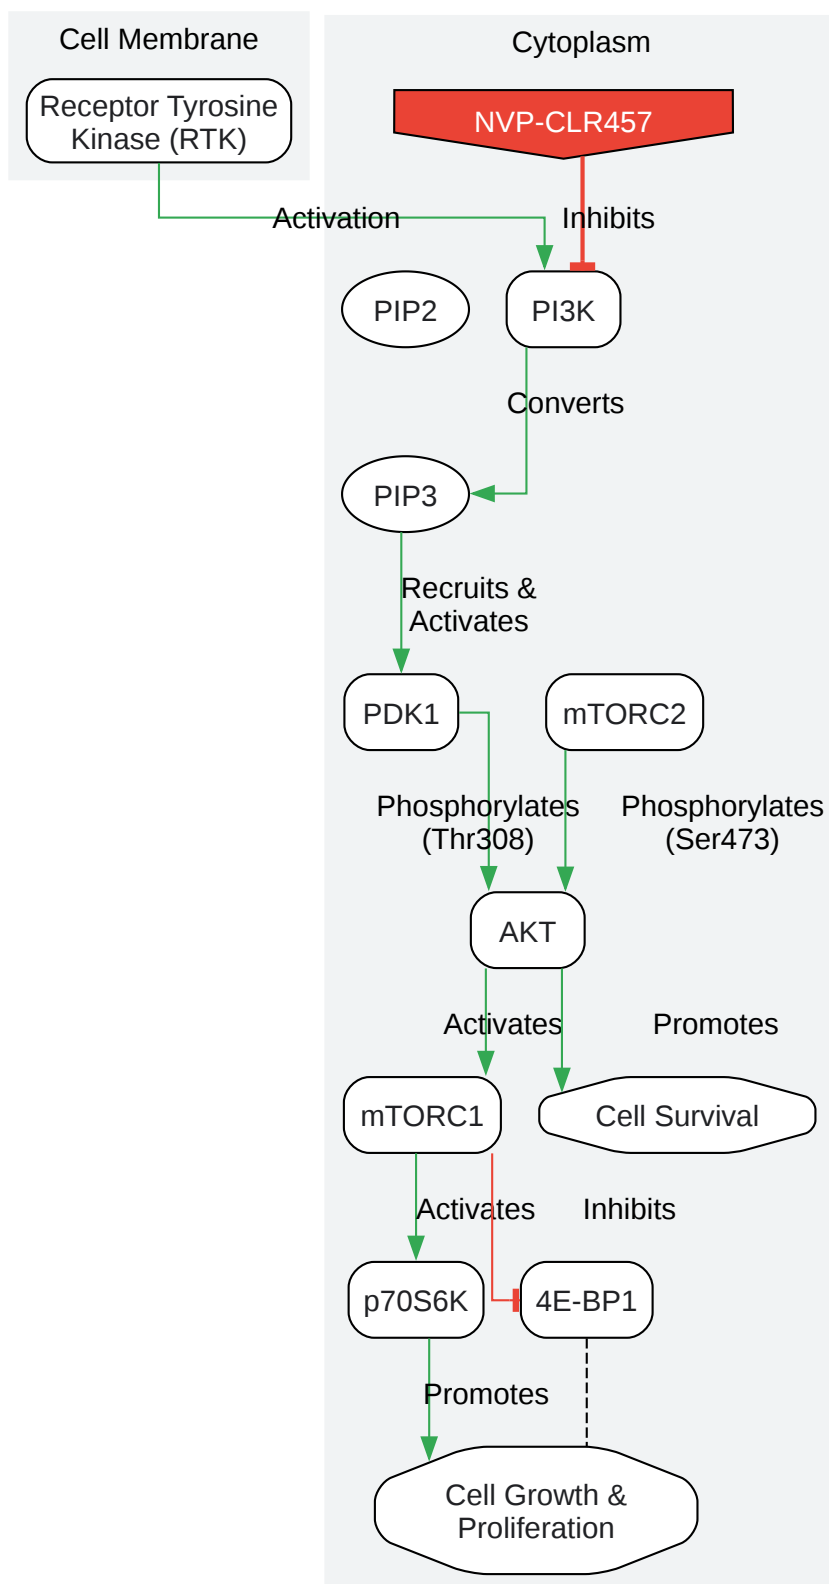 Cell Membrane
Cytoplasm
Receptor Tyrosine
Kinase (RTK)
NVP-CLR457
Activation
Inhibits
PIP2
PI3K
Converts
PIP3
Recruits &
Activates
PDK1
mTORC2
Phosphorylates
(Thr308)
Phosphorylates
(Ser473)
AKT
Activates
Promotes
mTORC1
Cell Survival
Activates
Inhibits
p70S6K
4E-BP1
Promotes
Cell Growth &
Proliferation